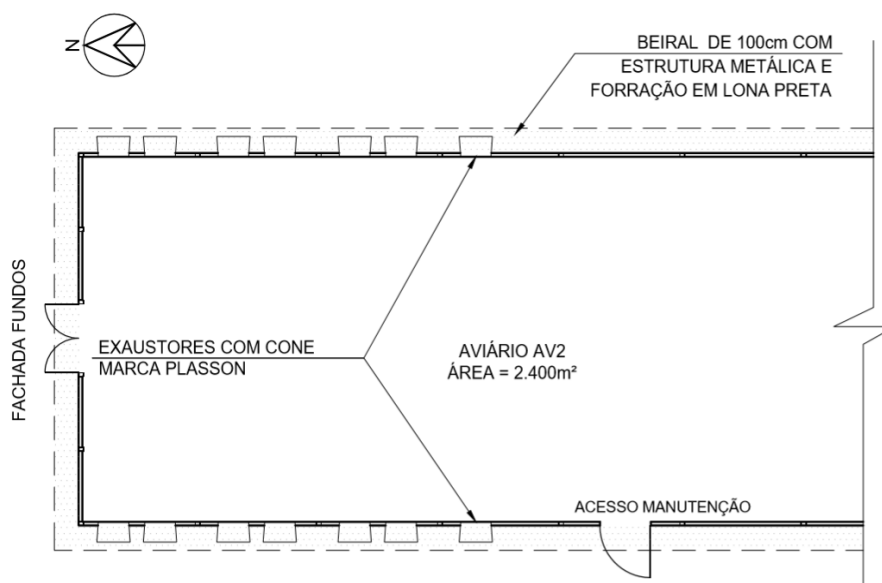 N
BEIRAL DE 100cm COM
ESTRUTURA METÁLICA E
FORRAÇÃO EM LONA PRETA
FACHADA FUNDOS
EXAUSTORES COM CONE
MARCA PLASSON
AVIÁRIO AV2
ÁREA = 2.400m²
ACESSO MANUTENÇÃO